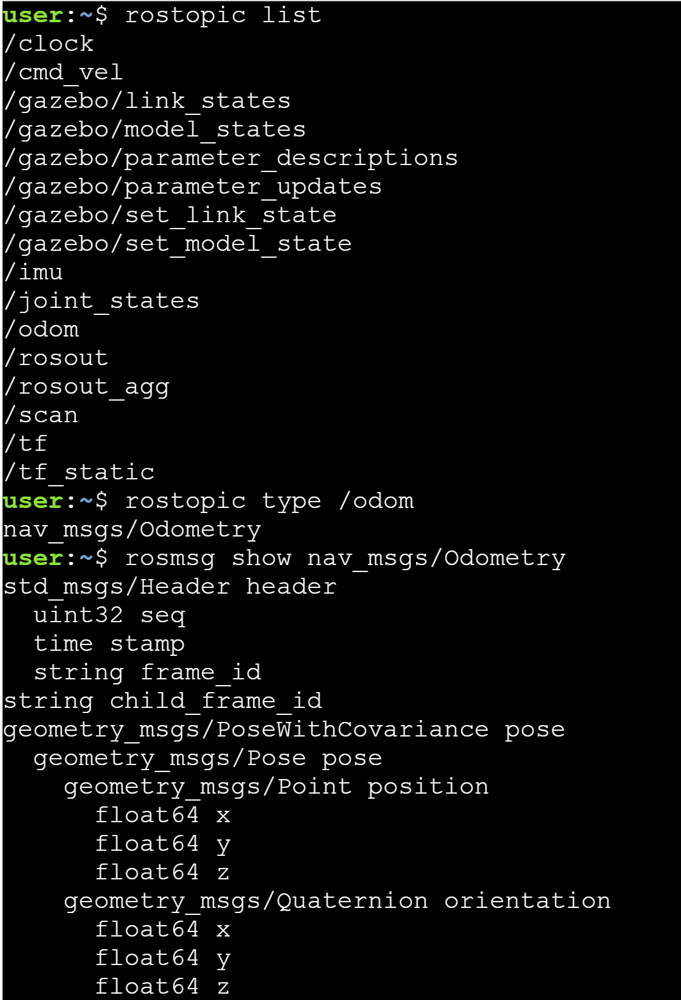 user:~$ rostopic list
/clock
/cmd_vel
/gazebo/link_states
/gazebo/model_states
/gazebo/parameter_descriptions
/gazebo/parameter_updates
/gazebo/set_link_state
/gazebo/set_model_state
/imu
/joint_states
/odom
/rosout
/rosout_agg
/scan
/tf
/tf_static
user:~$ rostopic type /odom
nav_msgs/Odometry
user:~$ rosmsg show nav_msgs/Odometry
std_msgs/Header header
  uint32 seq
  time stamp
  string frame_id
string child_frame_id
geometry_msgs/PoseWithCovariance pose
  geometry_msgs/Pose pose
    geometry_msgs/Point position
      float64 x
      float64 y
      float64 z
    geometry_msgs/Quaternion orientation
      float64 x
      float64 y
      float64 z